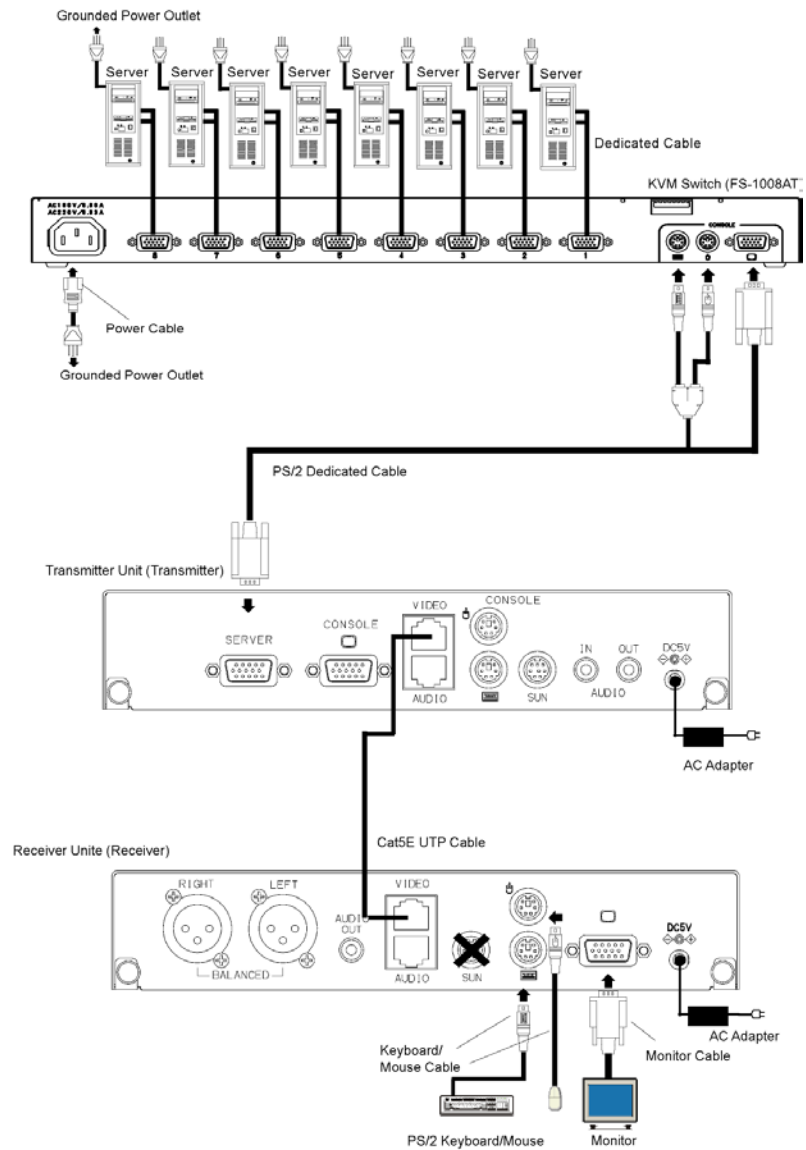 Grounded Power Outlet
Server Server Server Server Server Server Server Server
Dedicated Cable
KVM Switch (FS-1008AT
CONSOLE
8 7 6 5 4 3 2 1
Power Cable
Grounded Power Outlet
PS/2 Dedicated Cable
Transmitter Unit (Transmitter)
VIDEO
CONSOLE
SERVER
CONSOLE
IN OUT
DC5V
AUDIO
SUN
AUDIO
AC Adapter
Cat5E UTP Cable
Receiver Unite (Receiver)
RIGHT LEFT
VIDEO
AUDIO
OUT
DC5V
BALANCED
AUDIO
SUN
AC Adapter
Keyboard/
Mouse Cable
Monitor Cable
PS/2 Keyboard/Mouse
Monitor